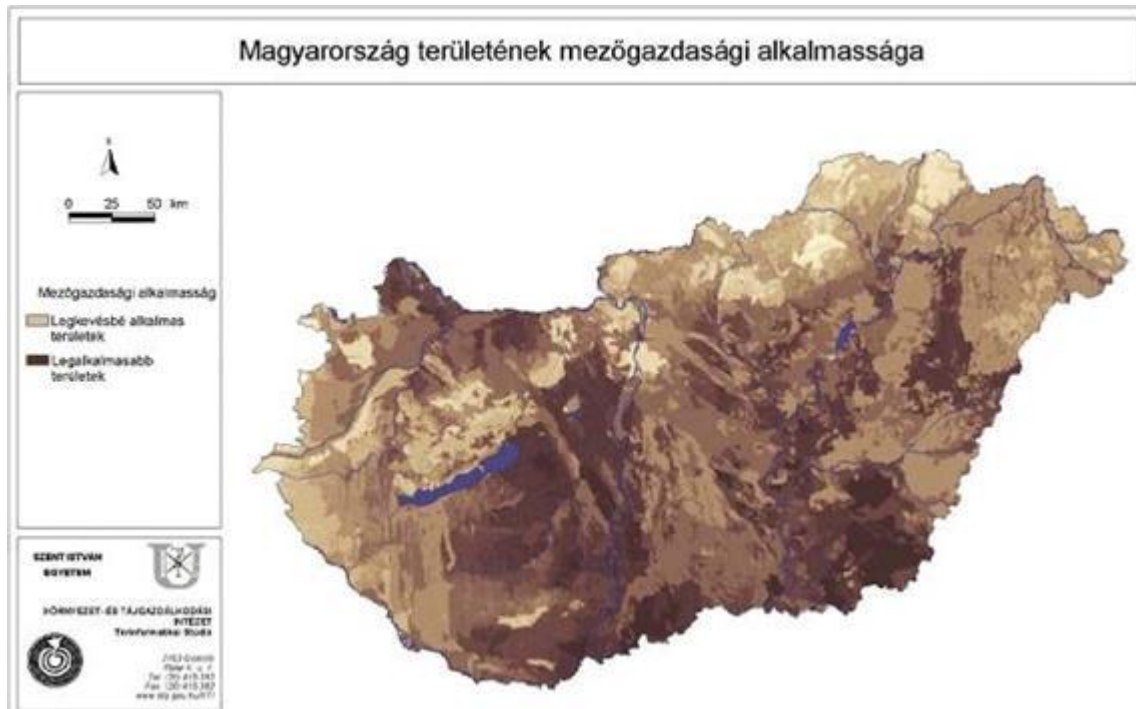 Magyarország területének mezőgazdasági alkalmassága
0 25 50 km
Mezőgazdasági alkalmasság
Legkevésbé alkalmas
területek
Legalkalmasabb
területek
SZENT ISTVÁN
EGYETEM
KÖRNYEZET- ÉS TÁJGAZDÁLKODÁSI
INTÉZET
Térinformatikai Studió